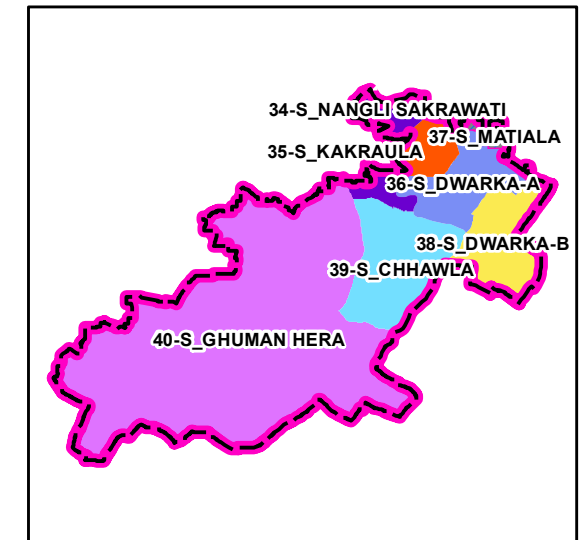 34-S_NANGLI SAKRAWATI
37-S_MATIALA
35-S_KAKRAULA
36-S_DWARKA-A
38-S_DWARKA-B
39-S_CHHAWLA
40-S_GHUMAN HERA